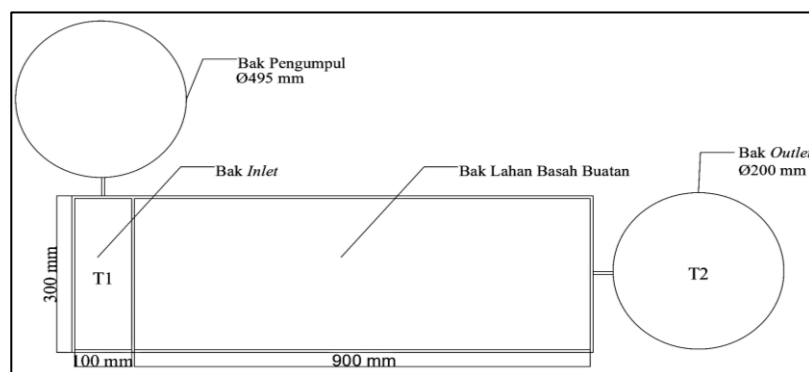 Bak Pengumpul
Ø495 mm
Bak Inlet
Bak Lahan Basah Buatan
Bak Outlet
Ø200 mm
T1
T2
300 mm
100 mm
900 mm